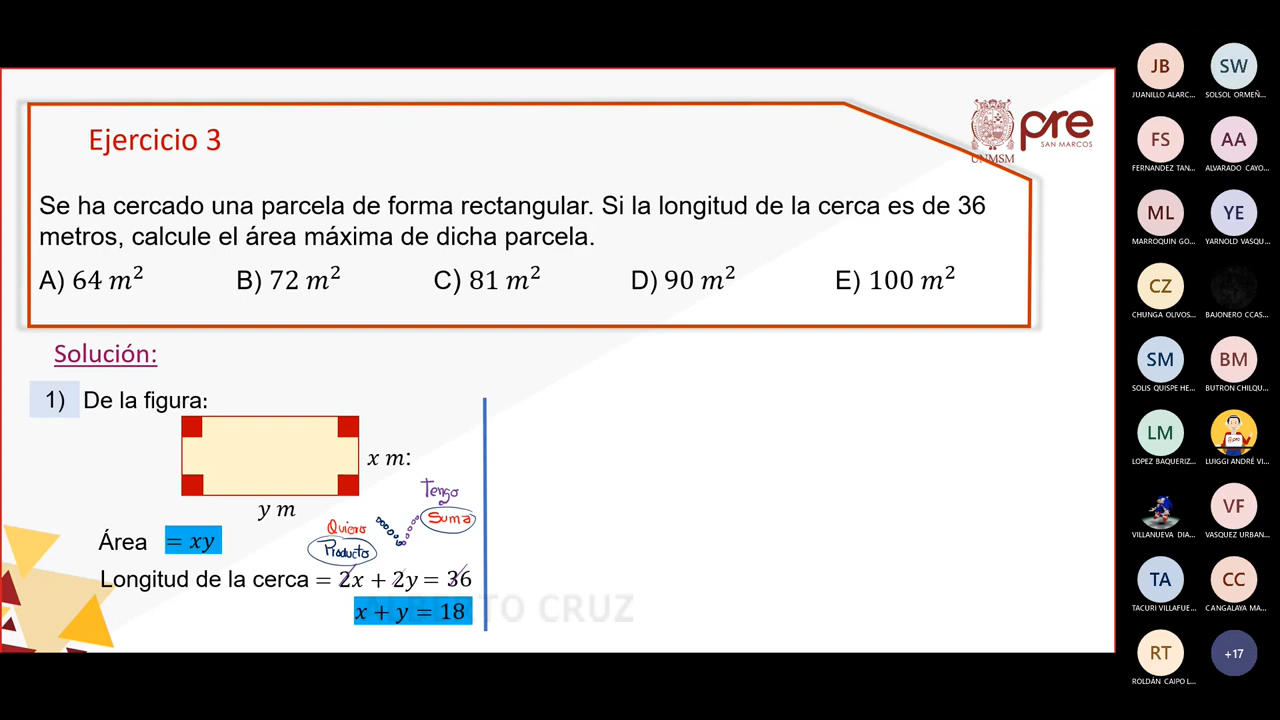 Ejercicio 3
UNMSM
pre
SAN MARCOS
Se ha cercado una parcela de forma rectangular. Si la longitud de la cerca es de 36
metros, calcule el área máxima de dicha parcela.
A) 64 m² B) 72 m² C) 81 m² D) 90 m² E) 100 m²
Solución:
1) De la figura:
x m:
y m
Tengo
Suma
Quiero
Producto
Área = xy
Longitud de la cerca = 2x + 2y = 36
x + y = 18
ALBERTO CRUZ
JB SW
JUANILLO ALARC... SOLSOL ORMEÑ...
FS AA
FERNANDEZ TAN... ALVARADO CAYO...
ML YE
MARROQUIN GO... YARNOLD VASQU...
CZ
CHUNGA OLIVOS... BAJONERO CCAS...
SM BM
SOLIS QUISPE HE... BUTRON CHILQU...
LM
LOPEZ BAQUERIZ... LUIGGI ANDRÉ VI...
VF
VILLANUEVA DIA... VASQUEZ URBAN...
TA CC
TACURI VILLAFUE... CANGALAYA MA...
RT +17
ROLDÁN CAIPO L...